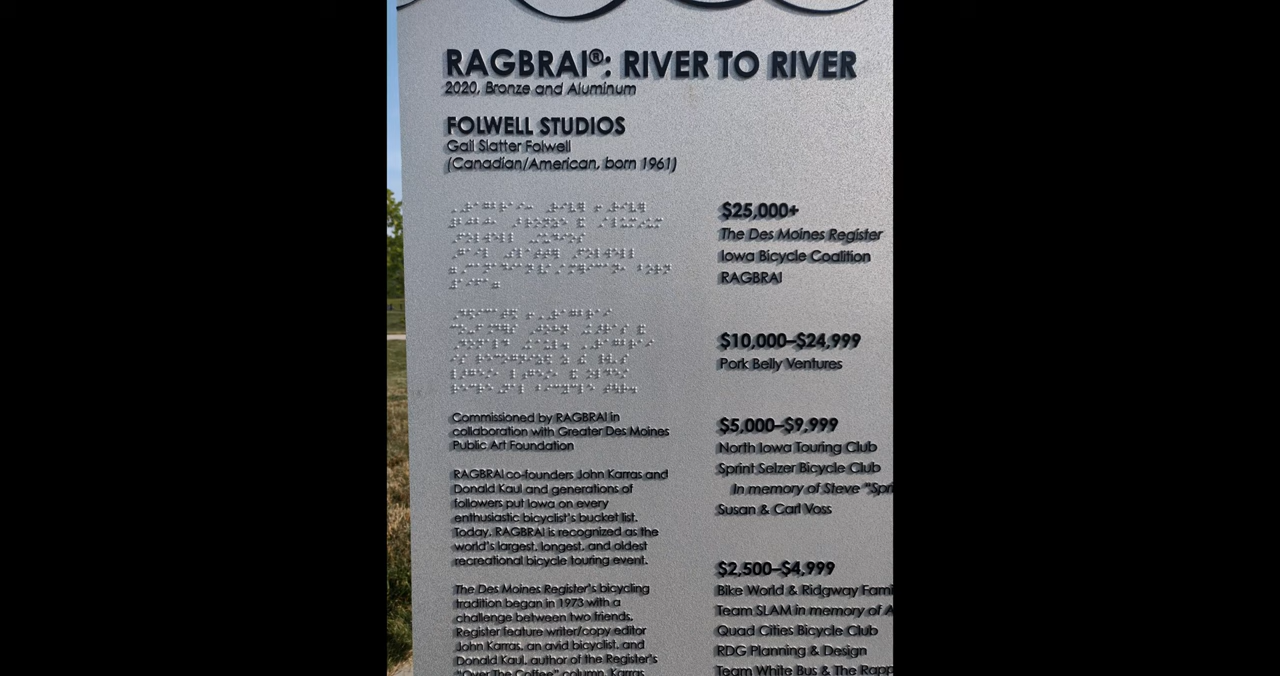 RAGBRAI®: RIVER TO RIVER
2020, Bronze and Aluminum
FOLWELL STUDIOS
Gail Slatter Folwell
(Canadian/American, born 1961)
Commissioned by RAGBRAI in
collaboration with Greater Des Moines
Public Art Foundation
RAGBRAI co-founders John Karras and
Donald Kaul and generations of
followers put Iowa on every
enthusiastic bicyclist's bucket list.
Today, RAGBRAI is recognized as the
world's largest, longest, and oldest
recreational bicycle touring event.
The Des Moines Register's bicycling
tradition began in 1973 with a
challenge between two friends.
Register feature writer/copy editor
John Karras, an avid bicyclist, and
Donald Kaul, author of the Register's
"Over The Coffee" column. Karras
$25,000+
The Des Moines Register
Iowa Bicycle Coalition
RAGBRAI
$10,000–$24,999
Pork Belly Ventures
$5,000–$9,999
North Iowa Touring Club
Sprint Selzer Bicycle Club
In memory of Steve "Spri
Susan & Carl Voss
$2,500–$4,999
Bike World & Ridgway Fami
Team SLAM in memory of A
Quad Cities Bicycle Club
RDG Planning & Design
Team White Bus & The Rapp